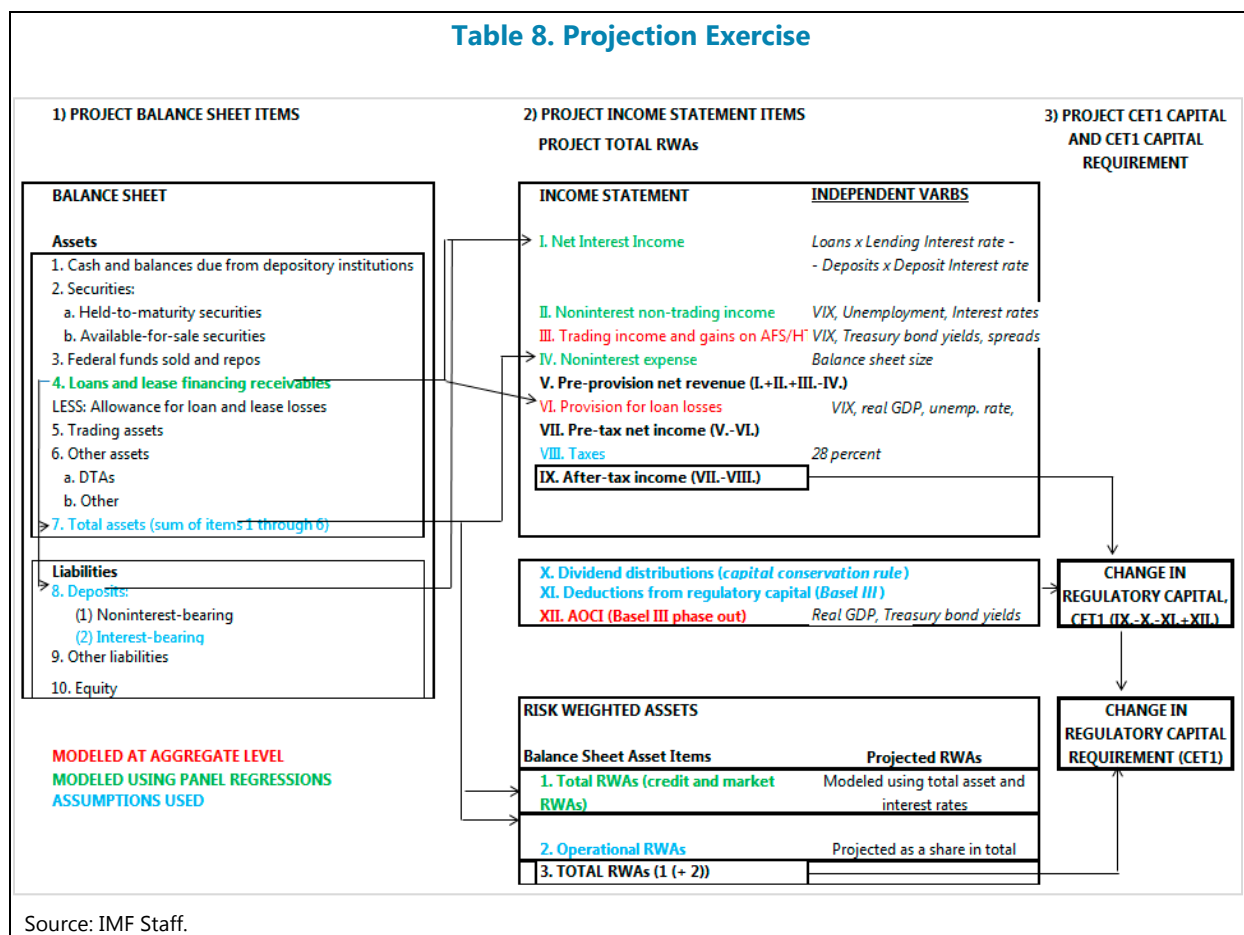 Table 8. Projection Exercise
1) PROJECT BALANCE SHEET ITEMS
2) PROJECT INCOME STATEMENT ITEMS
PROJECT TOTAL RWAs
3) PROJECT CET1 CAPITAL
AND CET1 CAPITAL
REQUIREMENT
BALANCE SHEET
Assets
1. Cash and balances due from depository institutions
2. Securities:
a. Held-to-maturity securities
b. Available-for-sale securities
3. Federal funds sold and repos
4. Loans and lease financing receivables
LESS: Allowance for loan and lease losses
5. Trading assets
6. Other assets
a. DTAs
b. Other
7. Total assets (sum of items 1 through 6)
Liabilities
8. Deposits:
(1) Noninterest-bearing
(2) Interest-bearing
9. Other liabilities
10. Equity
MODELED AT AGGREGATE LEVEL
MODELED USING PANEL REGRESSIONS
ASSUMPTIONS USED
INCOME STATEMENT INDEPENDENT VARBS
I. Net Interest Income Loans x Lending Interest rate -
- Deposits x Deposit Interest rate
II. Noninterest non-trading income VIX, Unemployment, Interest rates
III. Trading income and gains on AFS/HT VIX, Treasury bond yields, spreads
IV. Noninterest expense Balance sheet size
V. Pre-provision net revenue (I.+II.+III.-IV.)
VI. Provision for loan losses VIX, real GDP, unemp. rate,
VII. Pre-tax net income (V.-VI.)
VIII. Taxes 28 percent
IX. After-tax income (VII.-VIII.)
X. Dividend distributions (capital conservation rule)
XI. Deductions from regulatory capital (Basel III)
XII. AOCI (Basel III phase out) Real GDP, Treasury bond yields
CHANGE IN
REGULATORY CAPITAL,
CET1 (IX.-X.-XI.+XII.)
RISK WEIGHTED ASSETS
Balance Sheet Asset Items Projected RWAs
1. Total RWAs (credit and market Modeled using total asset and
RWAs) interest rates
2. Operational RWAs Projected as a share in total
3. TOTAL RWAs (1 (+ 2))
CHANGE IN
REGULATORY CAPITAL
REQUIREMENT (CET1)
Source: IMF Staff.